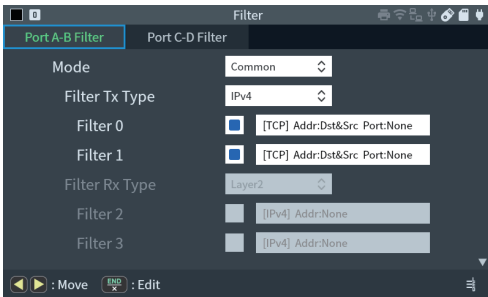 0 Filter
Port A-B Filter Port C-D Filter
Mode Common
Filter Tx Type IPv4
Filter 0 [TCP] Addr:Dst&Src Port:None
Filter 1 [TCP] Addr:Dst&Src Port:None
Filter Rx Type Layer2
Filter 2 [IPv4] Addr:None
Filter 3 [IPv4] Addr:None
: Move END × : Edit